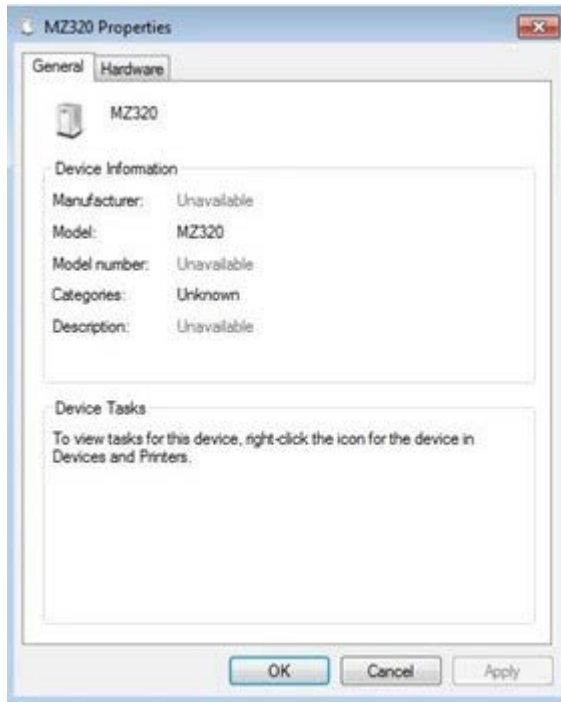 MZ320 Properties
General Hardware
MZ320
Device Information
Manufacturer: Unavailable
Model: MZ320
Model number: Unavailable
Categories: Unknown
Description: Unavailable
Device Tasks
To view tasks for this device, right-click the icon for the device in
Devices and Printers.
OK Cancel Apply